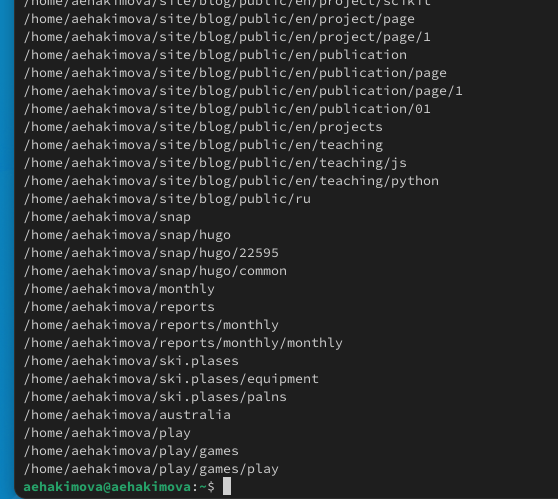 /home/aehakimova/site/blog/public/en/project/scikit
/home/aehakimova/site/blog/public/en/project/page
/home/aehakimova/site/blog/public/en/project/page/1
/home/aehakimova/site/blog/public/en/publication
/home/aehakimova/site/blog/public/en/publication/page
/home/aehakimova/site/blog/public/en/publication/page/1
/home/aehakimova/site/blog/public/en/publication/01
/home/aehakimova/site/blog/public/en/projects
/home/aehakimova/site/blog/public/en/teaching
/home/aehakimova/site/blog/public/en/teaching/js
/home/aehakimova/site/blog/public/en/teaching/python
/home/aehakimova/site/blog/public/ru
/home/aehakimova/snap
/home/aehakimova/snap/hugo
/home/aehakimova/snap/hugo/22595
/home/aehakimova/snap/hugo/common
/home/aehakimova/monthly
/home/aehakimova/reports
/home/aehakimova/reports/monthly
/home/aehakimova/reports/monthly/monthly
/home/aehakimova/ski.plases
/home/aehakimova/ski.plases/equipment
/home/aehakimova/ski.plases/palns
/home/aehakimova/australia
/home/aehakimova/play
/home/aehakimova/play/games
/home/aehakimova/play/games/play
aehakimova@aehakimova:~$